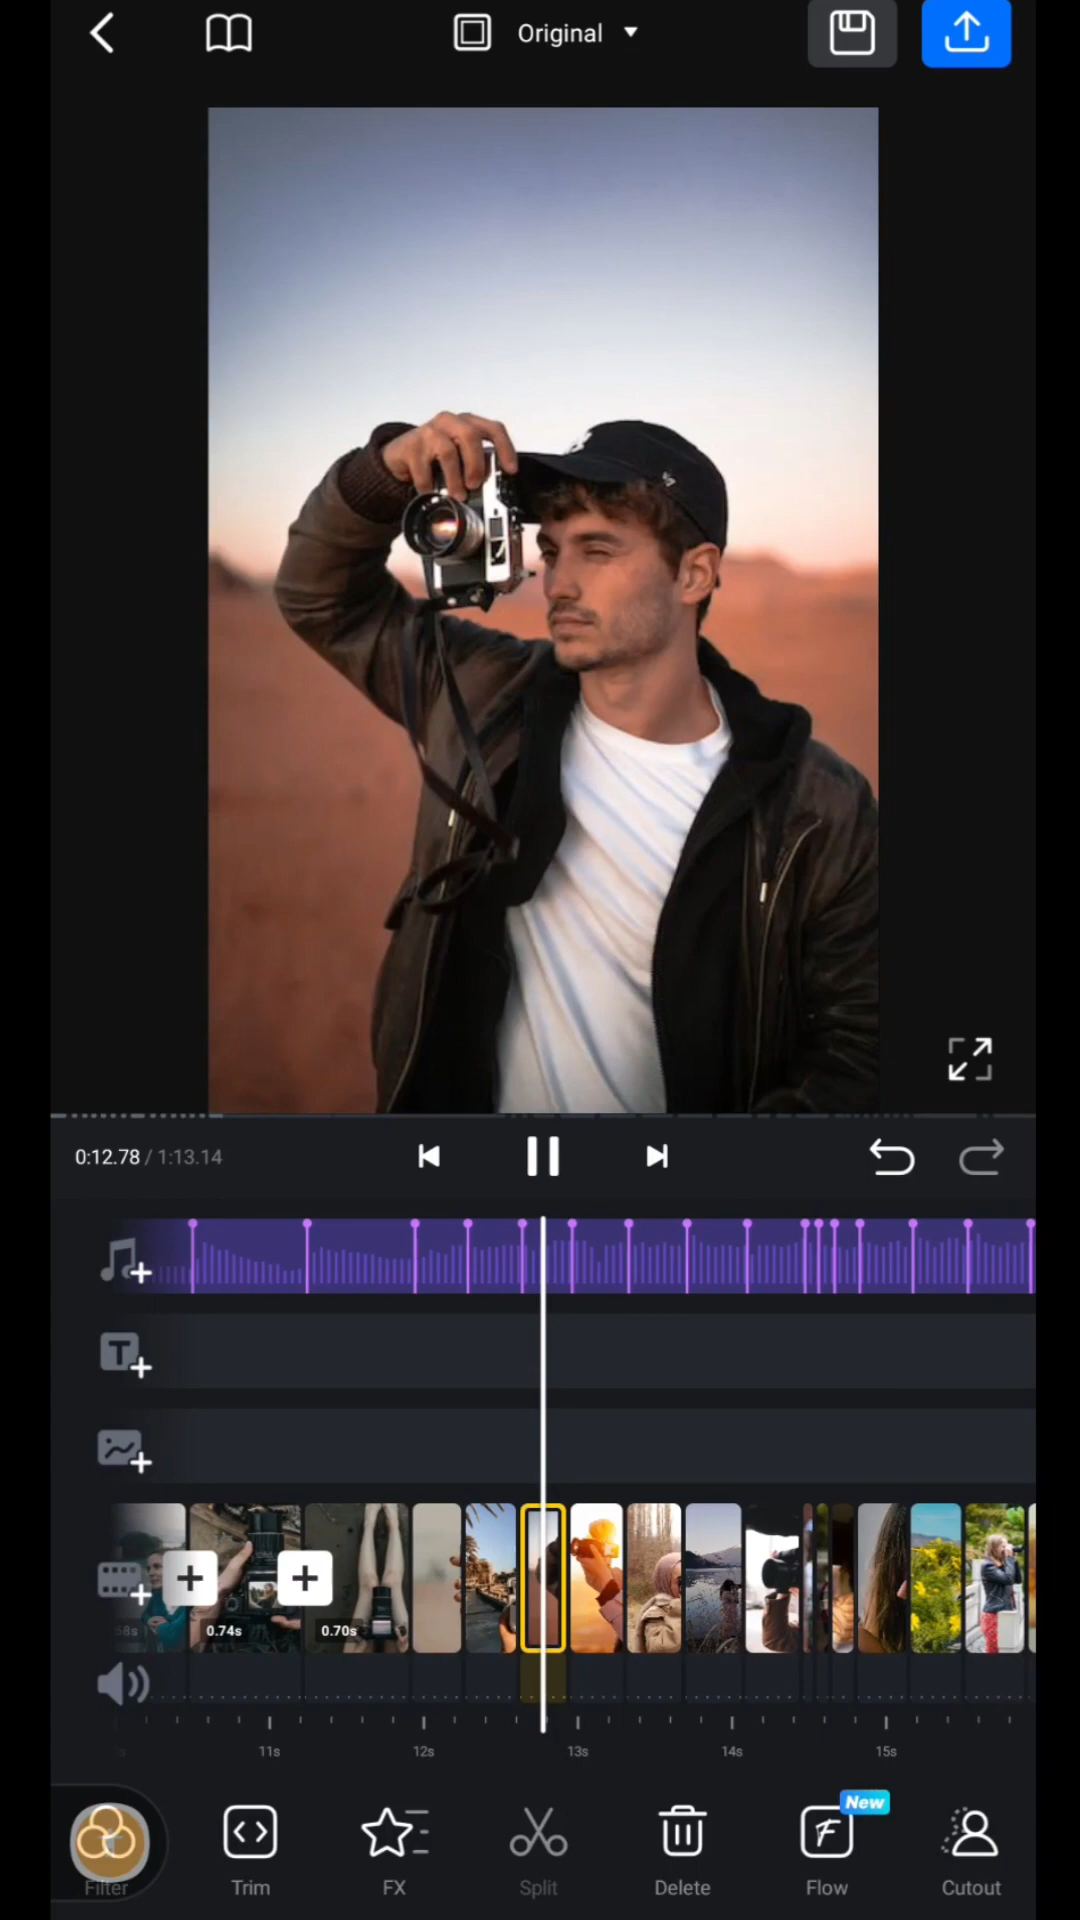 Original
0:12.78 / 1:13.14
58s
0.74s
0.70s
11s 12s 13s 14s 15s
New
Filter Trim FX Split Delete Flow Cutout